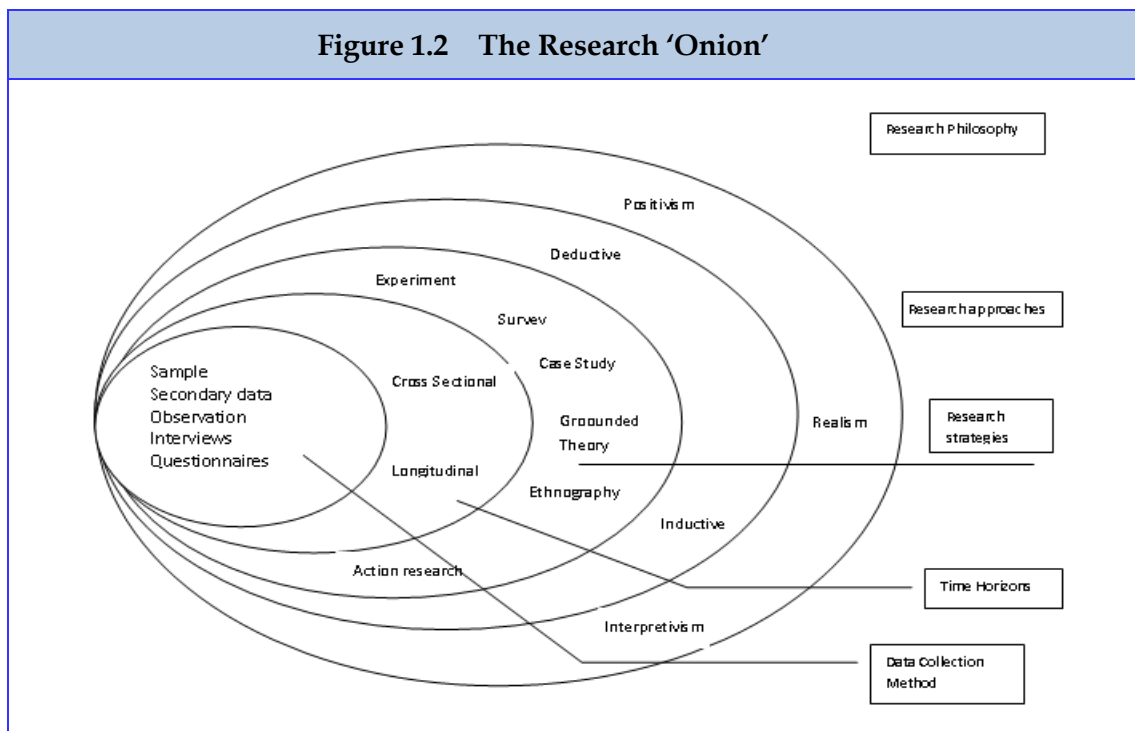 Figure 1.2 The Research ‘Onion’
Research Philosophy
Positivism
Deductive
Experiment
Research approaches
Survey
Case Study
Sample
Secondary data
Observation
Interviews
Questionnaires
Cross Sectional
Groounded
Theory
Realism
Research
strategies
Longitudinal
Ethnography
Inductive
Action research
Time Horizons
Interpretivism
Data Collection
Method